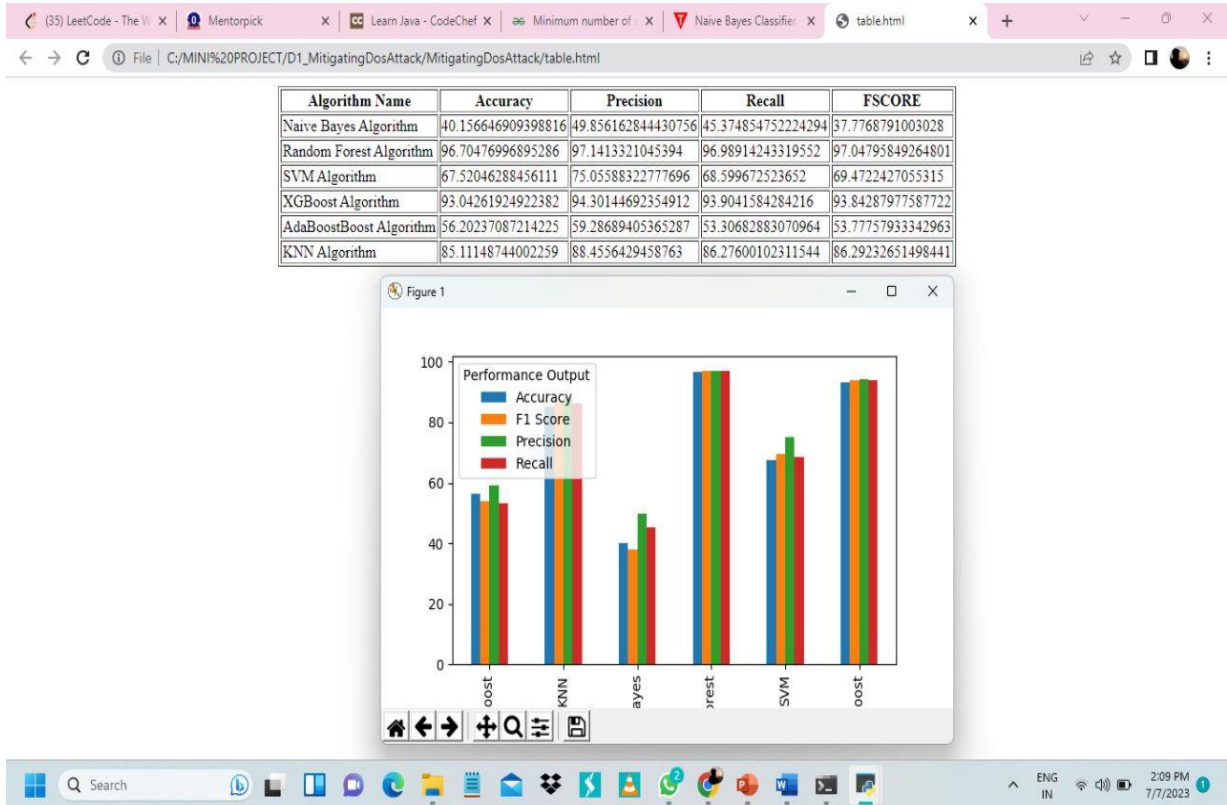 (35) LeetCode - The W Mentorpick Learn Java - CodeChef Minimum number of Naive Bayes Classifier table.html
File C:/MINI%20PROJECT/D1_MitigatingDosAttack/MitigatingDosAttack/table.html
Algorithm Name Accuracy Precision Recall FSCORE
Naive Bayes Algorithm 40.156646909398816 49.856162844430756 45.374854752224294 37.7768791003028
Random Forest Algorithm 96.70476996895286 97.1413321045394 96.98914243319552 97.04795849264801
SVM Algorithm 67.52046288456111 75.05588322777696 68.599672523652 69.4722427055315
XGBoost Algorithm 93.04261924922382 94.30144692354912 93.9041584284216 93.84287977587722
AdaBoostBoost Algorithm 56.20237087214225 59.28689405365287 53.30682883070964 53.77757933342963
KNN Algorithm 85.11148744002259 88.4556429458763 86.27600102311544 86.29232651498441
Figure 1
100
80
60
40
20
0
Performance Output
Accuracy
F1 Score
Precision
Recall
oost KNN ayes orest SVM oost
Search
2
ENG
IN
2:09 PM
7/7/2023
1